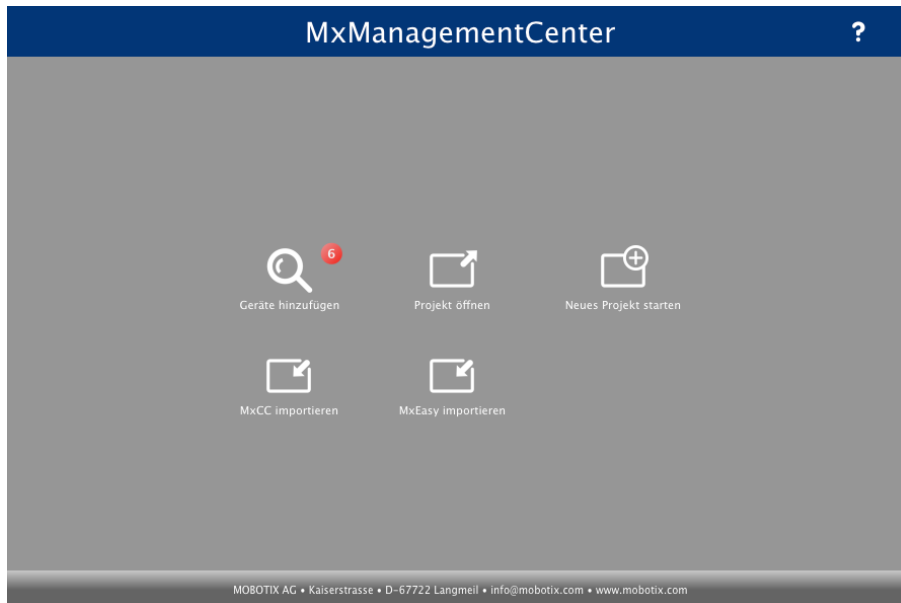 MxManagementCenter ?
6
Geräte hinzufügen Projekt öffnen Neues Projekt starten
MxCC importieren MxEasy importieren
MOBOTIX AG • Kaiserstrasse • D-67722 Langmeil • info@mobotix.com • www.mobotix.com